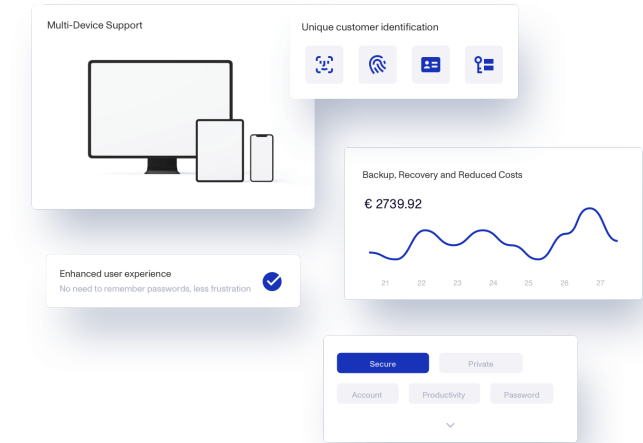 Multi-Device Support
Unique customer identification
Backup, Recovery and Reduced Costs
€ 2739.92
21 22 23 24 25 26 27
Enhanced user experience
No need to remember passwords, less frustration
Secure Private
Account Productivity Password